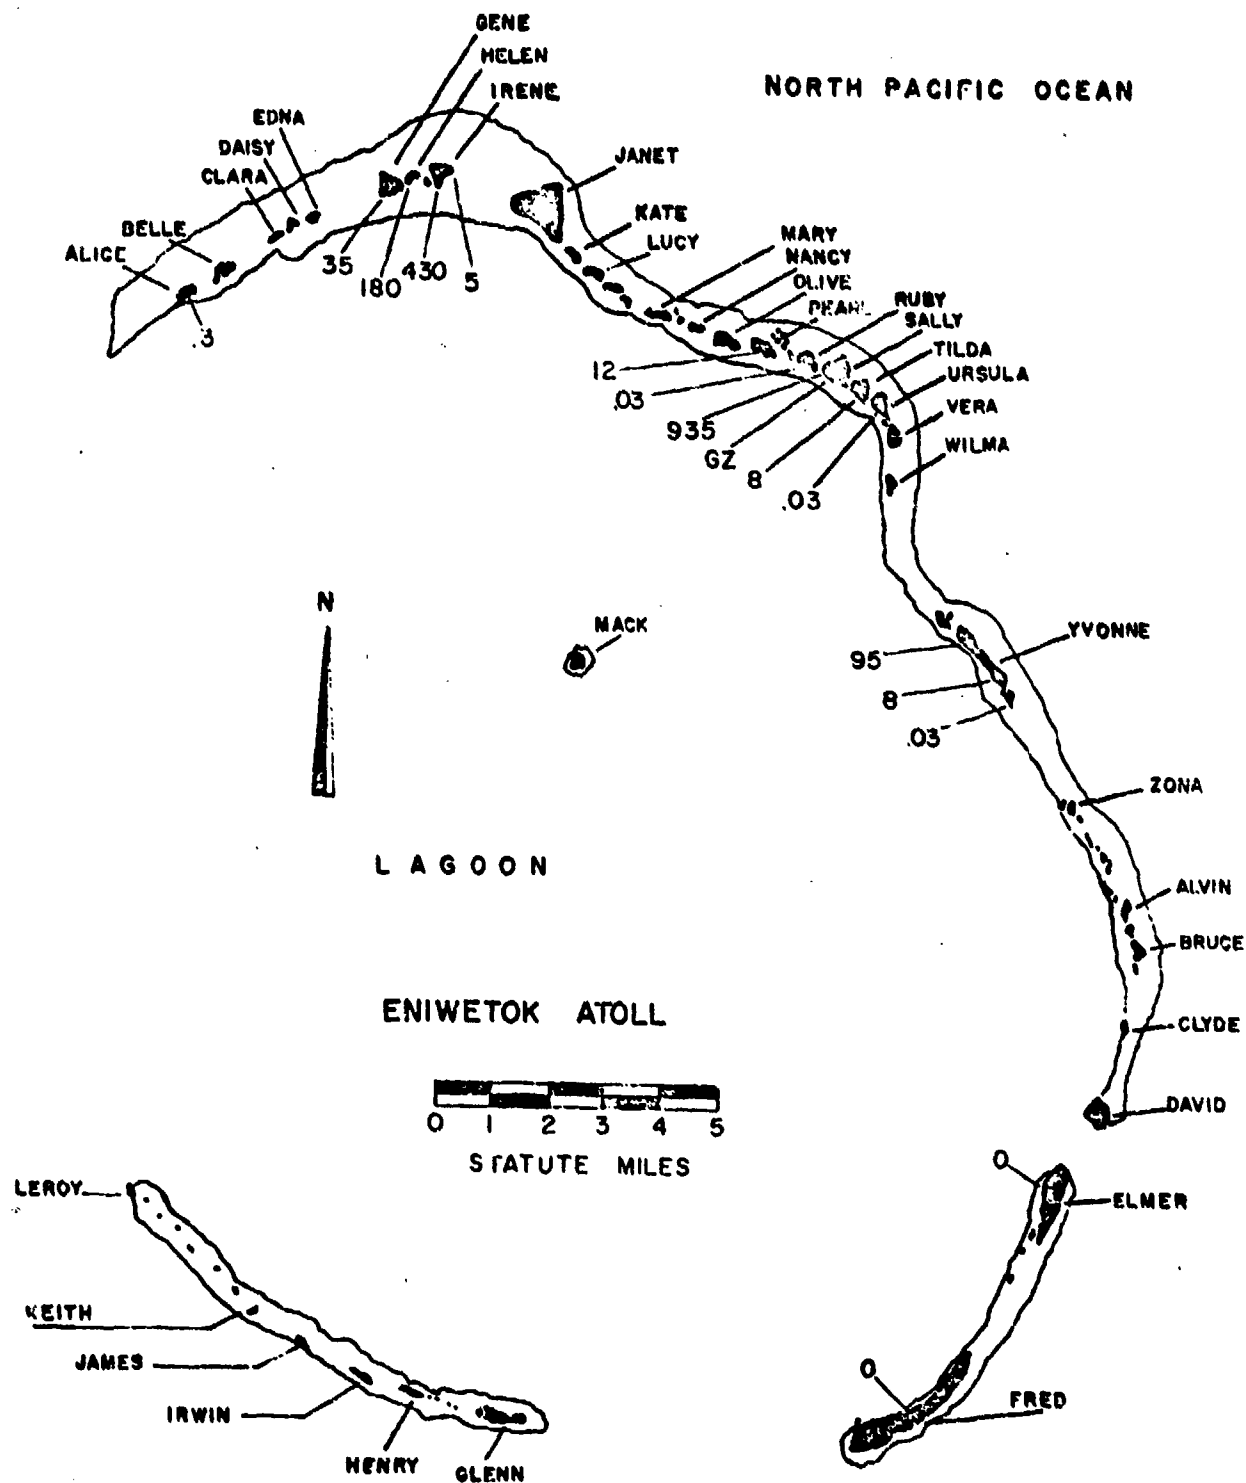 GENE
HELEN
IRENE
NORTH PACIFIC OCEAN
EDNA
DAISY
CLARA
JANET
BELLE
KATE
ALICE
LUCY
MARY
NANCY
OLIVE
PEARL
RUBY
SALLY
TILDA
URSULA
VERA
WILMA
35
180
430
5
.3
12
.03
935
GZ
8
.03
N
MACK
YVONNE
95
8
.03
ZONA
LAGOON
ALVIN
BRUCE
ENIWETOK ATOLL
CLYDE
0 1 2 3 4 5
STATUTE MILES
DAVID
LEROY
0
ELMER
KEITH
JAMES
0
IRWIN
FRED
HENRY
GLENN